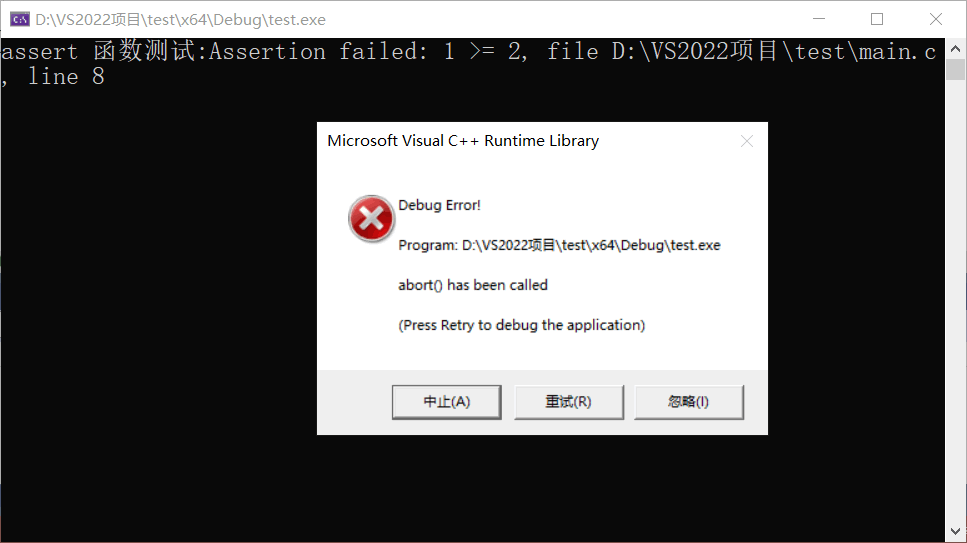 D:\VS2022项目\test\x64\Debug\test.exe
assert 函数测试:Assertion failed: 1 >= 2, file D:\VS2022项目\test\main.c
, line 8
Microsoft Visual C++ Runtime Library
Debug Error!
Program: D:\VS2022项目\test\x64\Debug\test.exe
abort() has been called
(Press Retry to debug the application)
中止(A) 重试(R) 忽略(I)